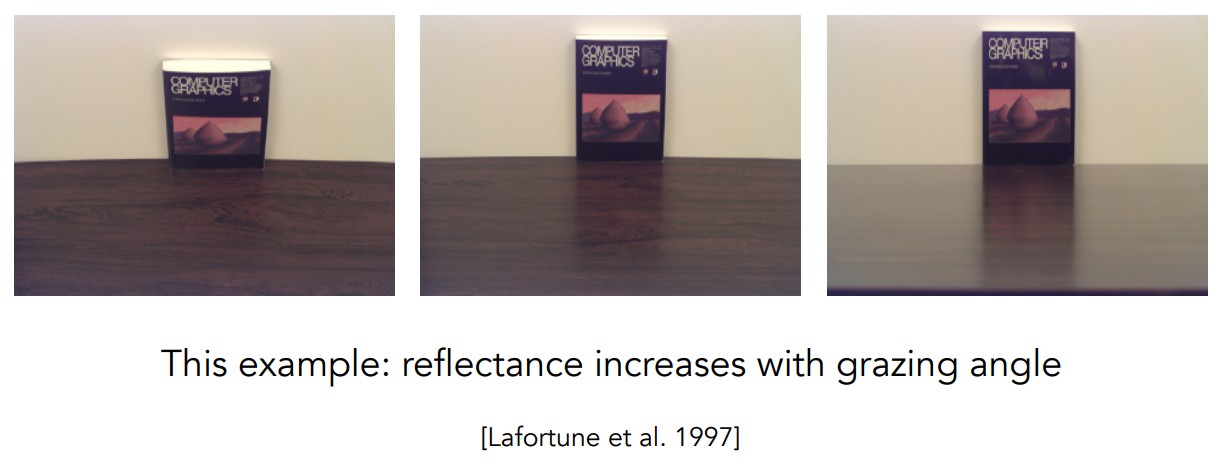 COMPUTER
GRAPHICS
COMPUTER
GRAPHICS
COMPUTER
GRAPHICS
This example: reflectance increases with grazing angle
[Lafortune et al. 1997]